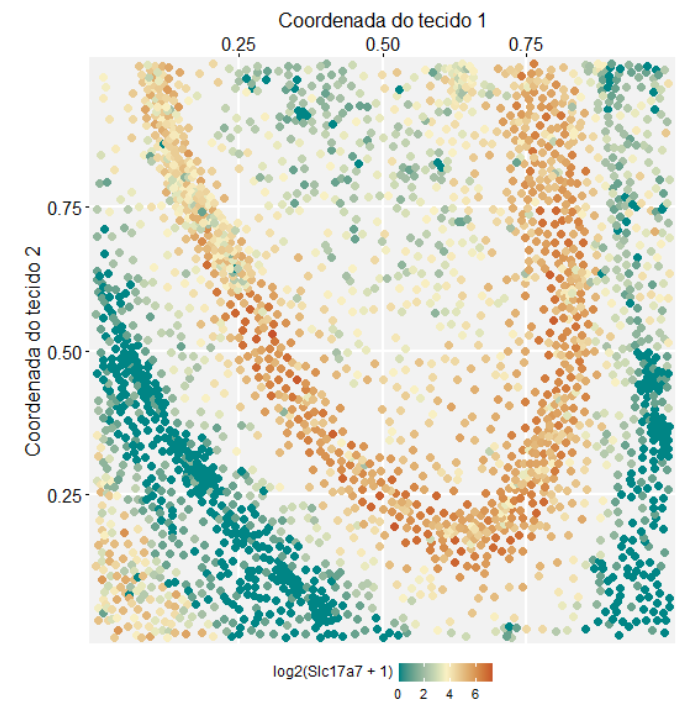 Coordenada do tecido 1
0.25 0.50 0.75
Coordenada do tecido 2
0.75
0.50
0.25
log2(Slc17a7 + 1)
0 2 4 6